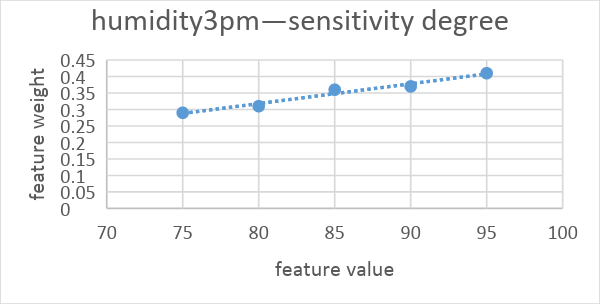 humidity3pm—sensitivity degree
feature weight
0.45
0.4
0.35
0.3
0.25
0.2
0.15
0.1
0.05
0
70 75 80 85 90 95 100
feature value